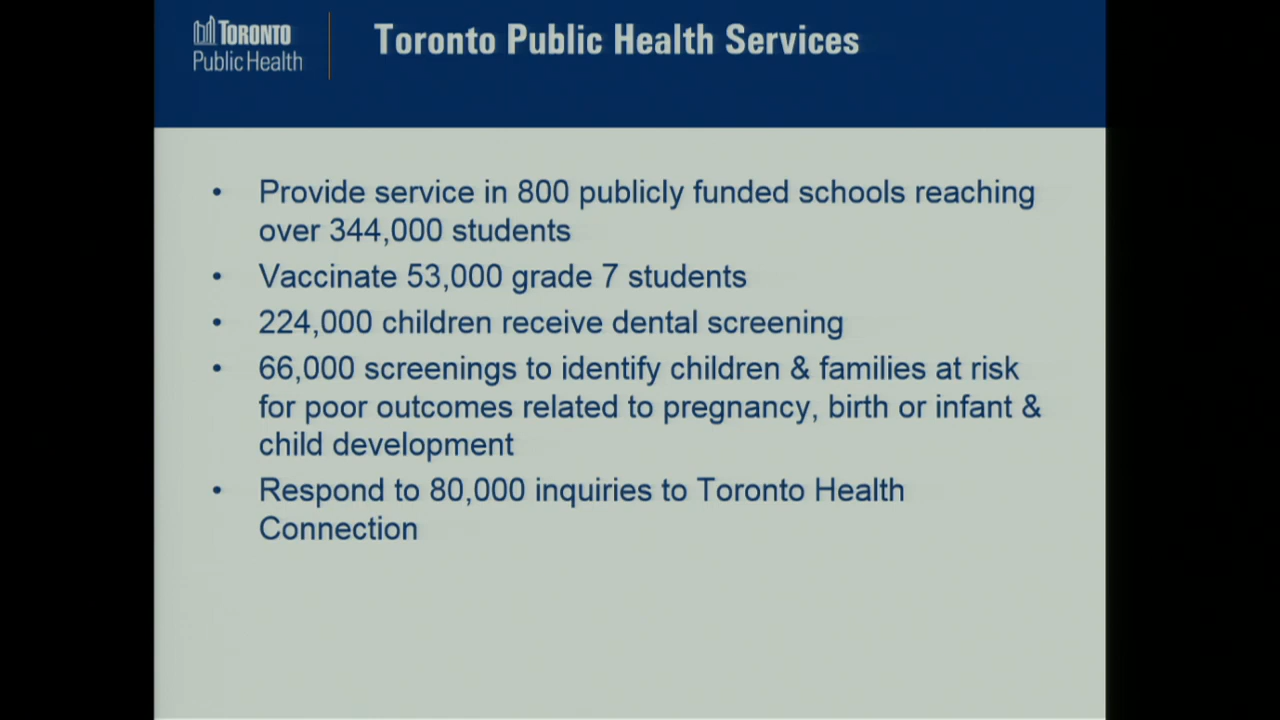 TORONTO
Public Health
Toronto Public Health Services
• Provide service in 800 publicly funded schools reaching
over 344,000 students
• Vaccinate 53,000 grade 7 students
• 224,000 children receive dental screening
• 66,000 screenings to identify children & families at risk
for poor outcomes related to pregnancy, birth or infant &
child development
• Respond to 80,000 inquiries to Toronto Health
Connection